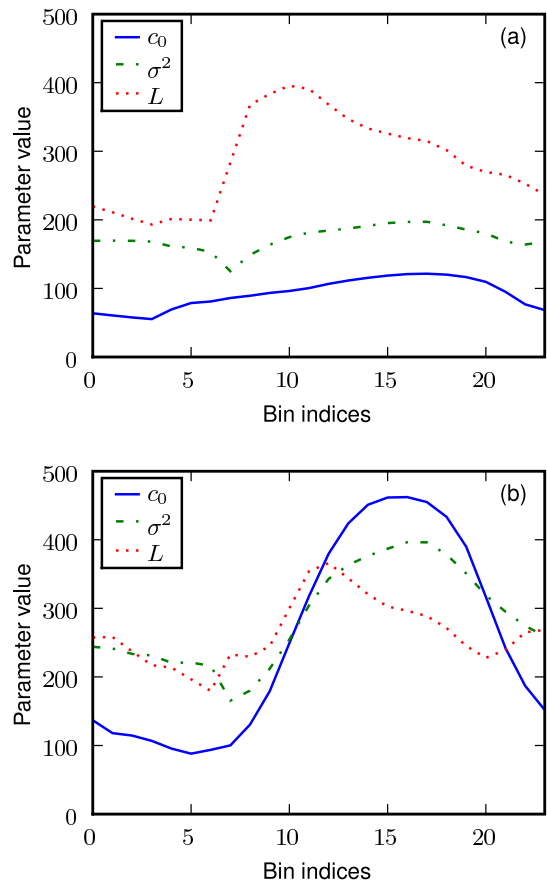 500
400
300
200
100
0
Parameter value
c₀
σ²
L
(a)
0 5 10 15 20
Bin indices
500
400
300
200
100
0
Parameter value
c₀
σ²
L
(b)
0 5 10 15 20
Bin indices